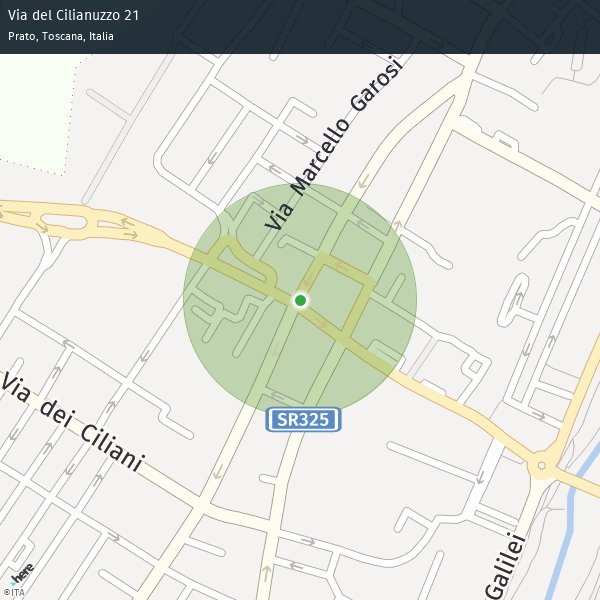 Via del Cilianuzzo 21
Prato, Toscana, Italia
Via Marcello Garosi
SR325
Via dei Ciliani
Galilei
here
©ITA